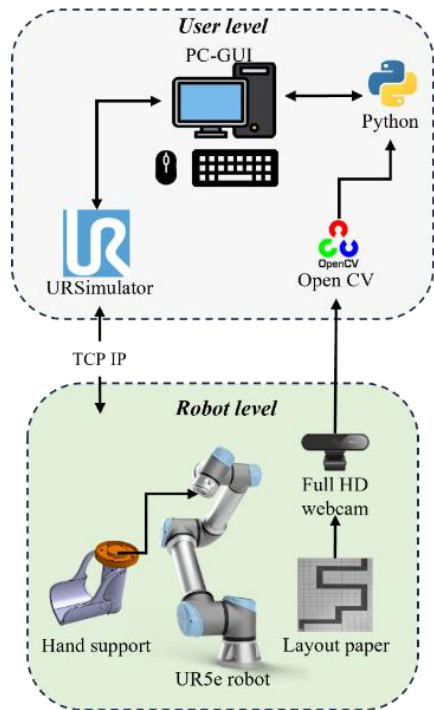 User level
PC-GUI
Python
UR
URSimulator
OpenCV
Open CV
TCP IP
Robot level
Full HD
webcam
Hand support
UR5e robot
Layout paper